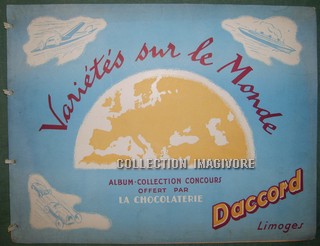 Variétés sur le Monde
COLLECTION IMAGIVORE
ALBUM-COLLECTION CONCOURS
OFFERT PAR
LA CHOCOLATERIE
Daccord
Limoges